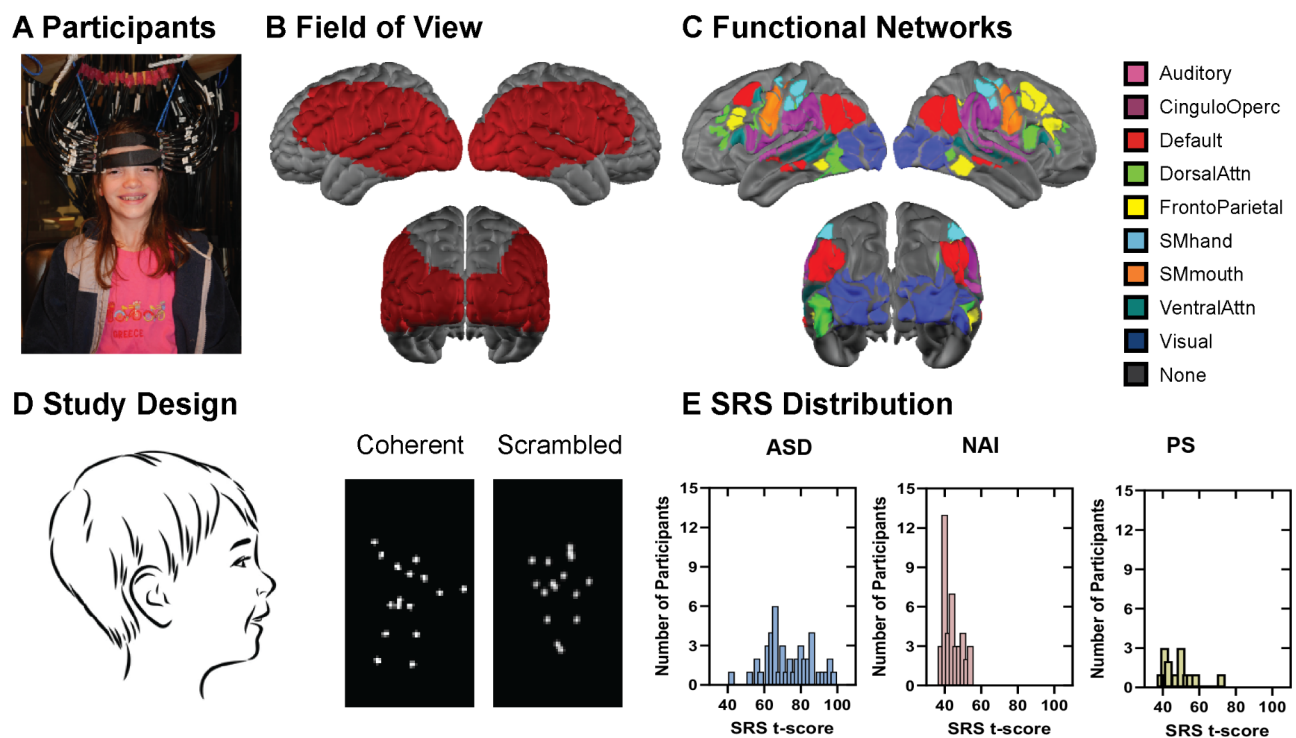 A Participants
B Field of View
C Functional Networks
GREECE
Auditory
CinguloOperc
Default
DorsalAttn
FrontoParietal
SMhand
SMmouth
VentralAttn
Visual
None
D Study Design
Coherent
Scrambled
E SRS Distribution
ASD
NAI
PS
Number of Participants
15
12
9
6
3
0
40 60 80 100
SRS t-score
Number of Participants
15
12
9
6
3
0
40 60 80 100
SRS t-score
Number of Participants
15
12
9
6
3
0
40 60 80 100
SRS t-score